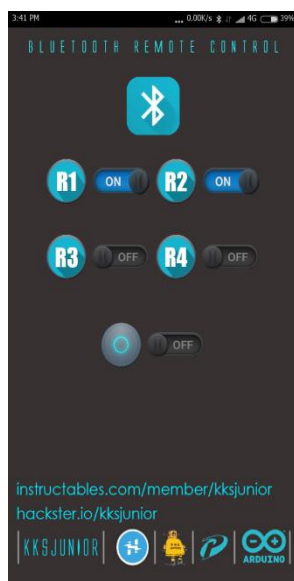 3:41 PM ... 0.00K/s 4G 39%
BLUETOOTH REMOTE CONTROL
R1 ON R2 ON
R3 OFF R4 OFF
OFF
instructables.com/member/kksjunior
hackster.io/kksjunior
|KKSJUNIOR| ARDUINO